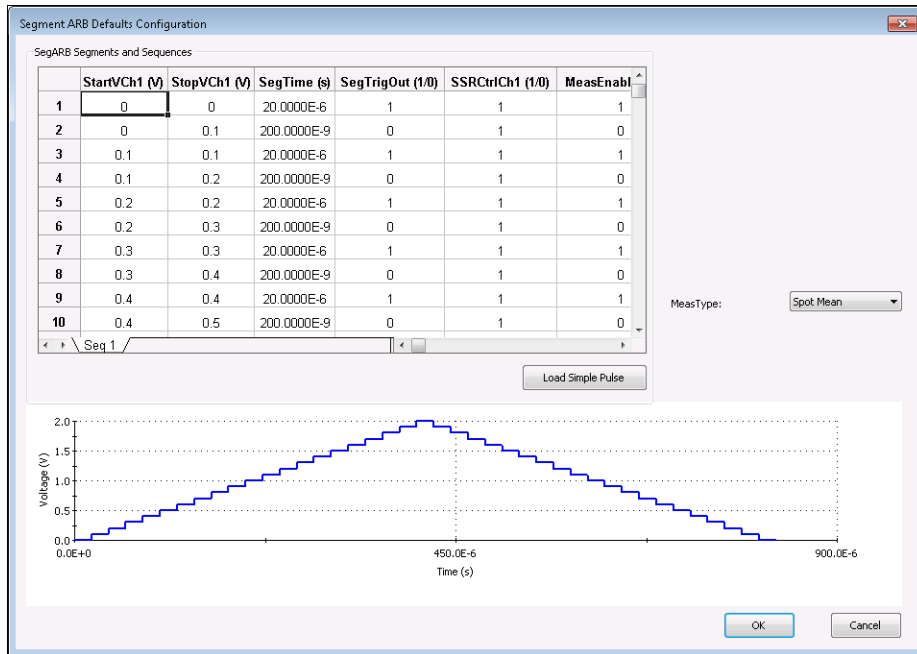 Segment ARB Defaults Configuration
SegARB Segments and Sequences
StartVCh1 (V) StopVCh1 (V) SegTime (s) SegTrigOut (1/0) SSRCtrlCh1 (1/0) MeasEnabl
1 0 0 20.0000E-6 1 1 1
2 0 0.1 200.0000E-9 0 1 0
3 0.1 0.1 20.0000E-6 1 1 1
4 0.1 0.2 200.0000E-9 0 1 0
5 0.2 0.2 20.0000E-6 1 1 1
6 0.2 0.3 200.0000E-9 0 1 0
7 0.3 0.3 20.0000E-6 1 1 1
8 0.3 0.4 200.0000E-9 0 1 0
9 0.4 0.4 20.0000E-6 1 1 1
10 0.4 0.5 200.0000E-9 0 1 0
Seq 1
MeasType: Spot Mean
Load Simple Pulse
2.0
1.5
1.0
0.5
0.0
Voltage (V)
0.0E+0 450.0E-6 900.0E-6
Time (s)
OK Cancel